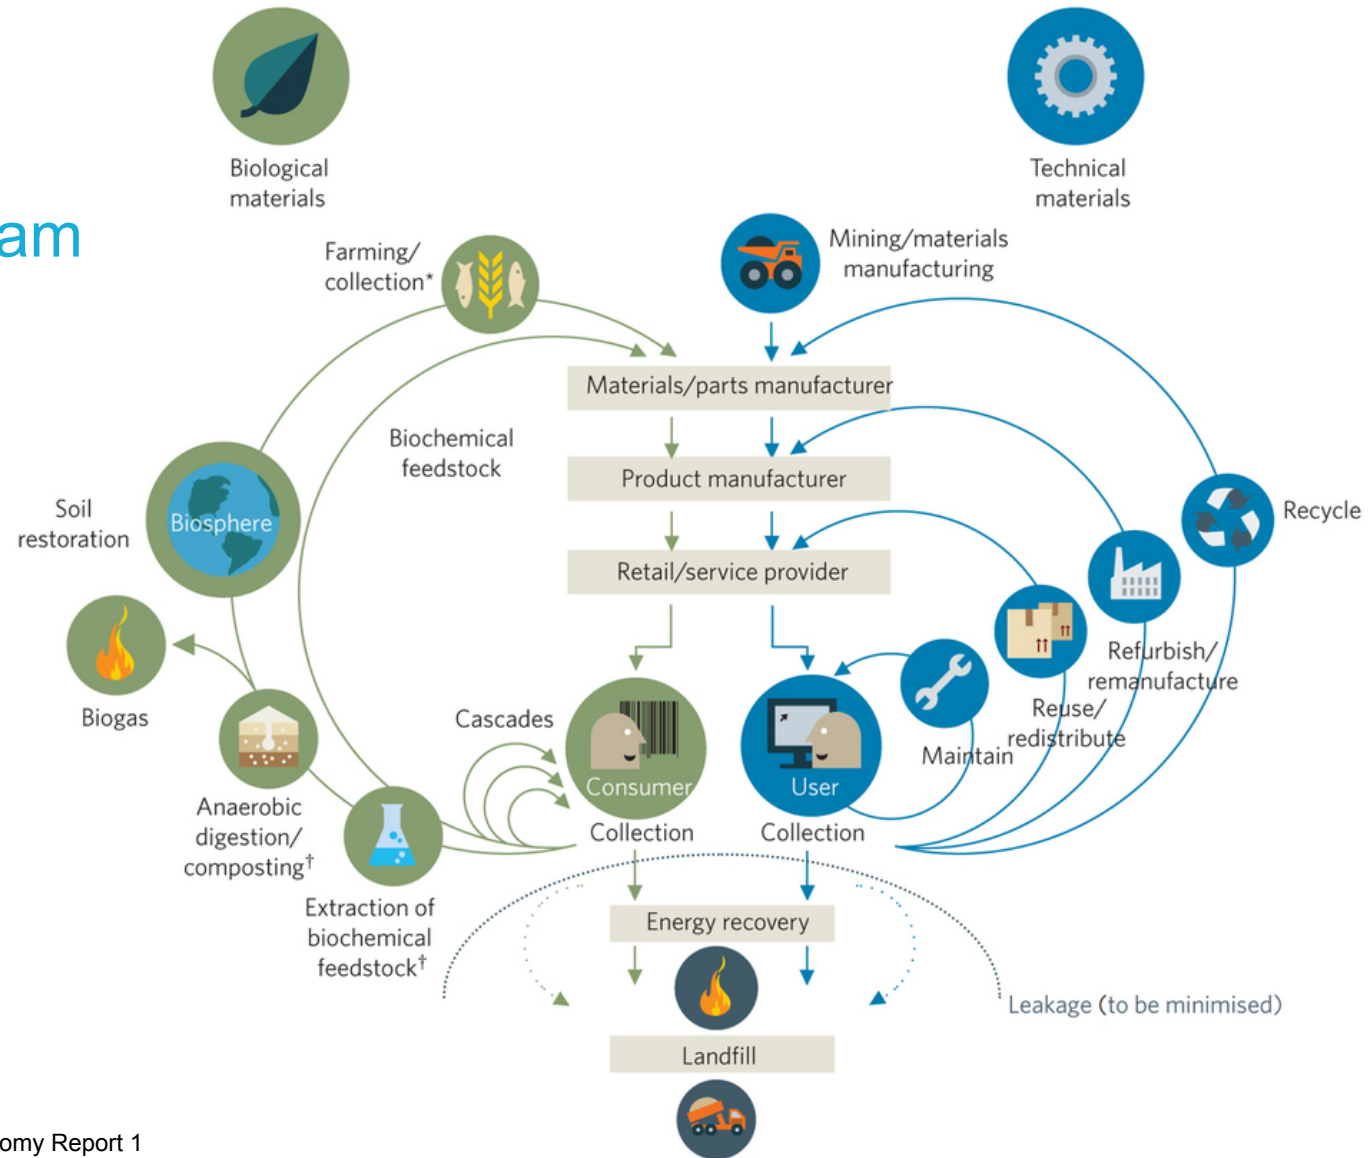 Biological
materials
Technical
materials
am
Farming/
collection*
Mining/materials
manufacturing
Materials/parts manufacturer
Biochemical
feedstock
Product manufacturer
Soil
restoration
Biosphere
Recycle
Retail/service provider
Biogas
Refurbish/
remanufacture
Reuse/
redistribute
Maintain
Cascades
Consumer
User
Anaerobic
digestion/
composting†
Collection
Collection
Extraction of
biochemical
feedstock†
Energy recovery
Leakage (to be minimised)
Landfill
omy Report 1